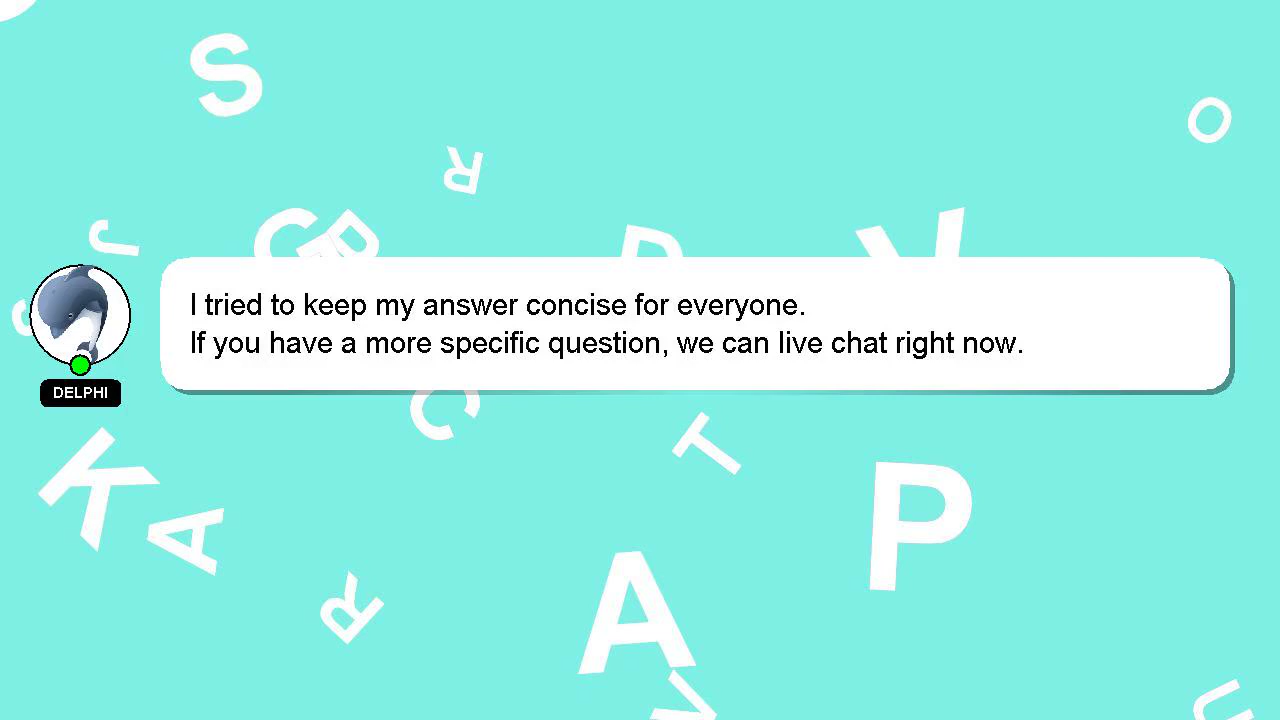 S
O
R
J
G
B
E
D
V
I tried to keep my answer concise for everyone.
If you have a more specific question, we can live chat right now.
DELPHI
C
T
K
P
A
R
A
V
U